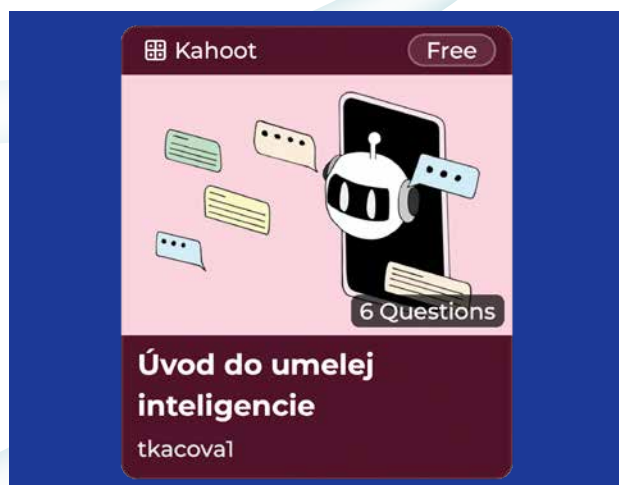 Kahoot
Free
6 Questions
Úvod do umelej
inteligencie
tkacova1